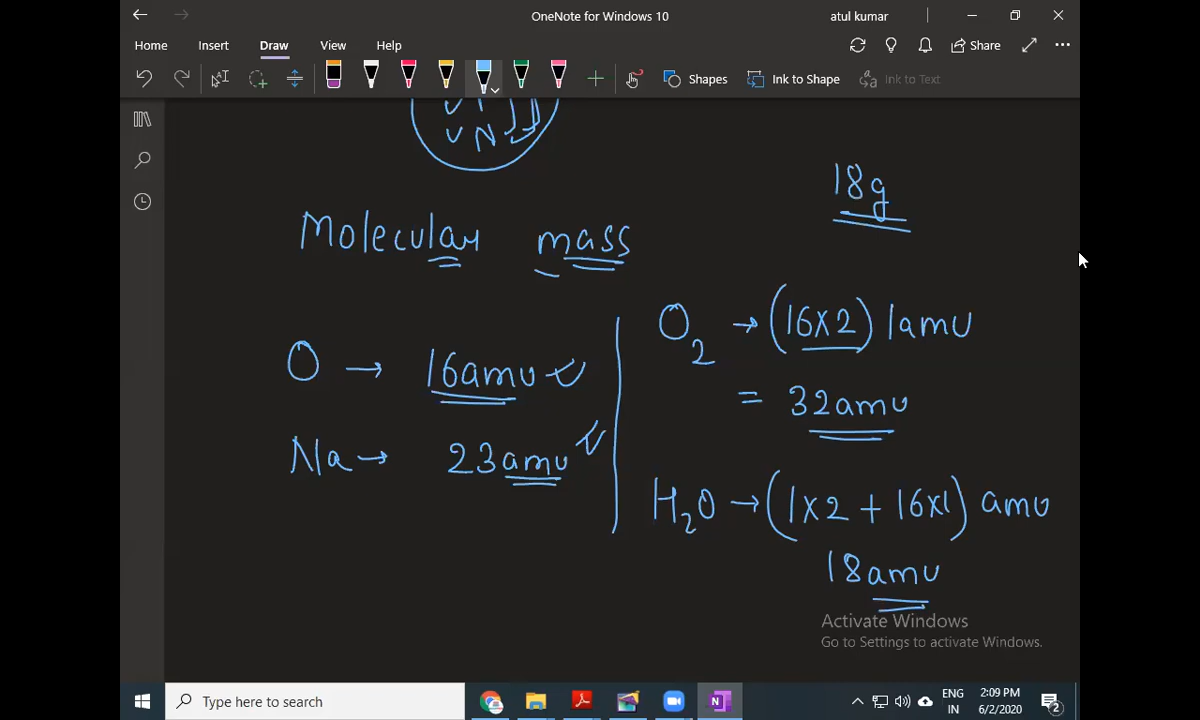 OneNote for Windows 10
atul kumar
Home Insert Draw View Help
Share
Shapes
Ink to Shape
Ink to Text
18g
Molecular mass
O → 16amu
Na → 23amu
O2 → (16x2) 1amu
= 32amu
H2O → (1x2 + 16x1) amu
18amu
Activate Windows
Go to Settings to activate Windows.
Type here to search
ENG
IN
2:09 PM
6/2/2020
2